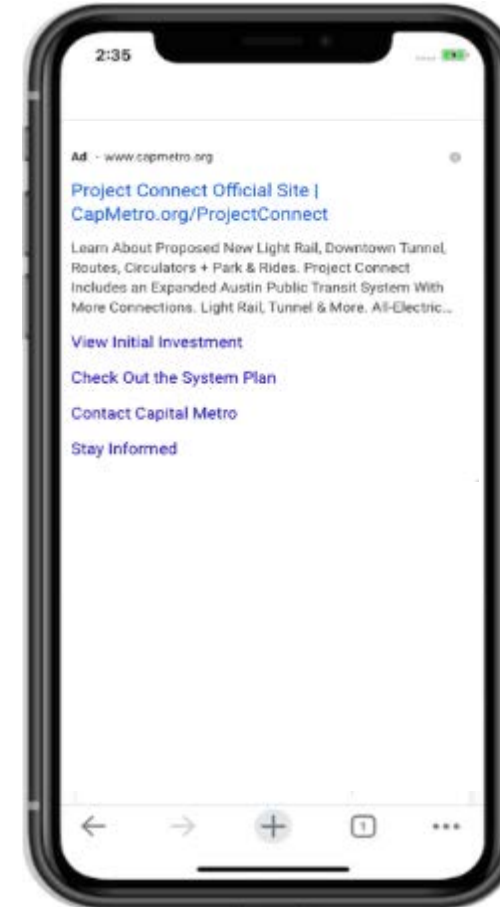 2:35
Ad - www.capmetro.org
Project Connect Official Site |
CapMetro.org/ProjectConnect
Learn About Proposed New Light Rail, Downtown Tunnel,
Routes, Circulators + Park & Rides. Project Connect
Includes an Expanded Austin Public Transit System With
More Connections. Light Rail, Tunnel & More. All-Electric...
View Initial Investment
Check Out the System Plan
Contact Capital Metro
Stay Informed
1